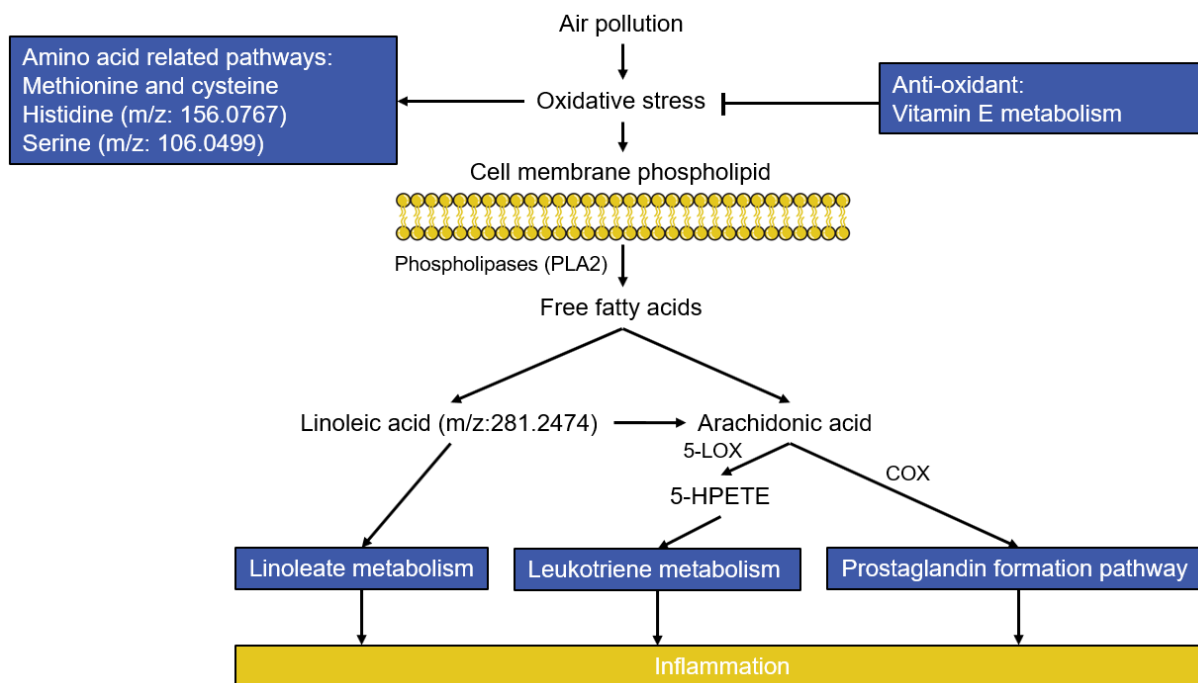 Air pollution
Amino acid related pathways:
Methionine and cysteine
Histidine (m/z: 156.0767)
Serine (m/z: 106.0499)
Oxidative stress
Anti-oxidant:
Vitamin E metabolism
Cell membrane phospholipid
Phospholipases (PLA2)
Free fatty acids
Linoleic acid (m/z:281.2474)
Arachidonic acid
5-LOX
COX
5-HPETE
Linoleate metabolism
Leukotriene metabolism
Prostaglandin formation pathway
Inflammation